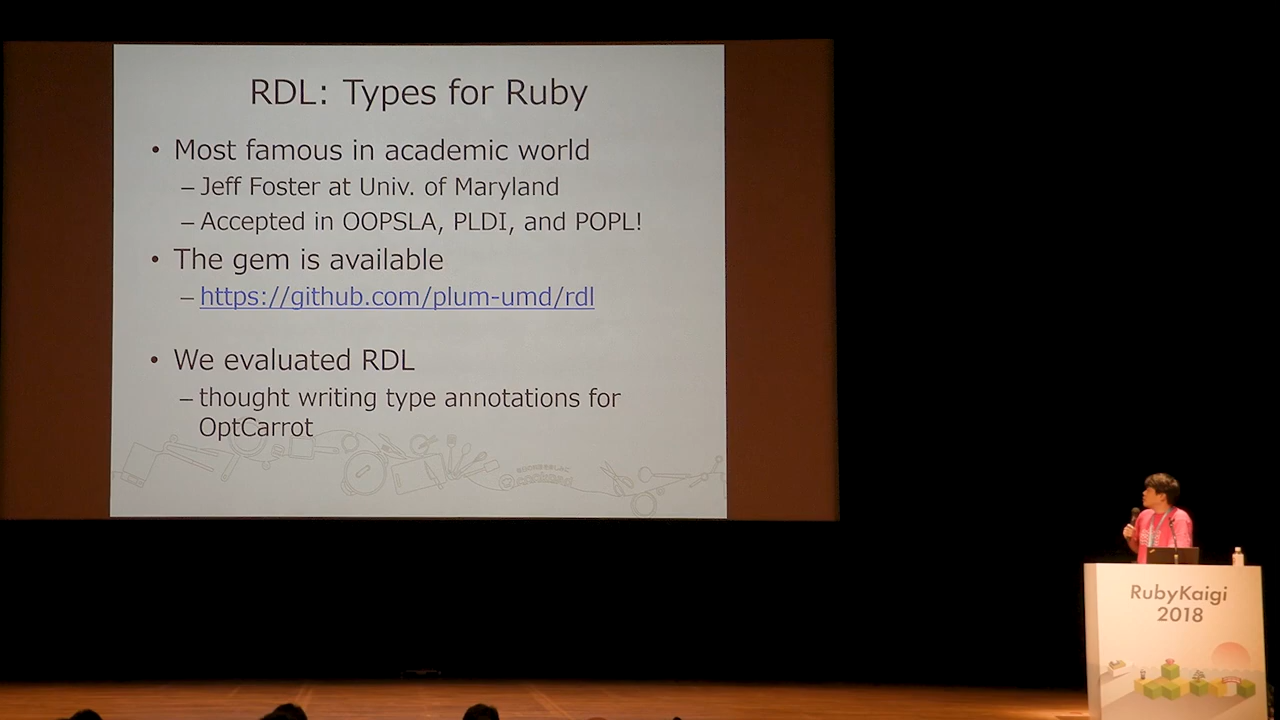 RDL: Types for Ruby
• Most famous in academic world
– Jeff Foster at Univ. of Maryland
– Accepted in OOPSLA, PLDI, and POPL!
• The gem is available
– https://github.com/plum-umd/rdl
• We evaluated RDL
– thought writing type annotations for
OptCarrot
RubyKaigi
2018